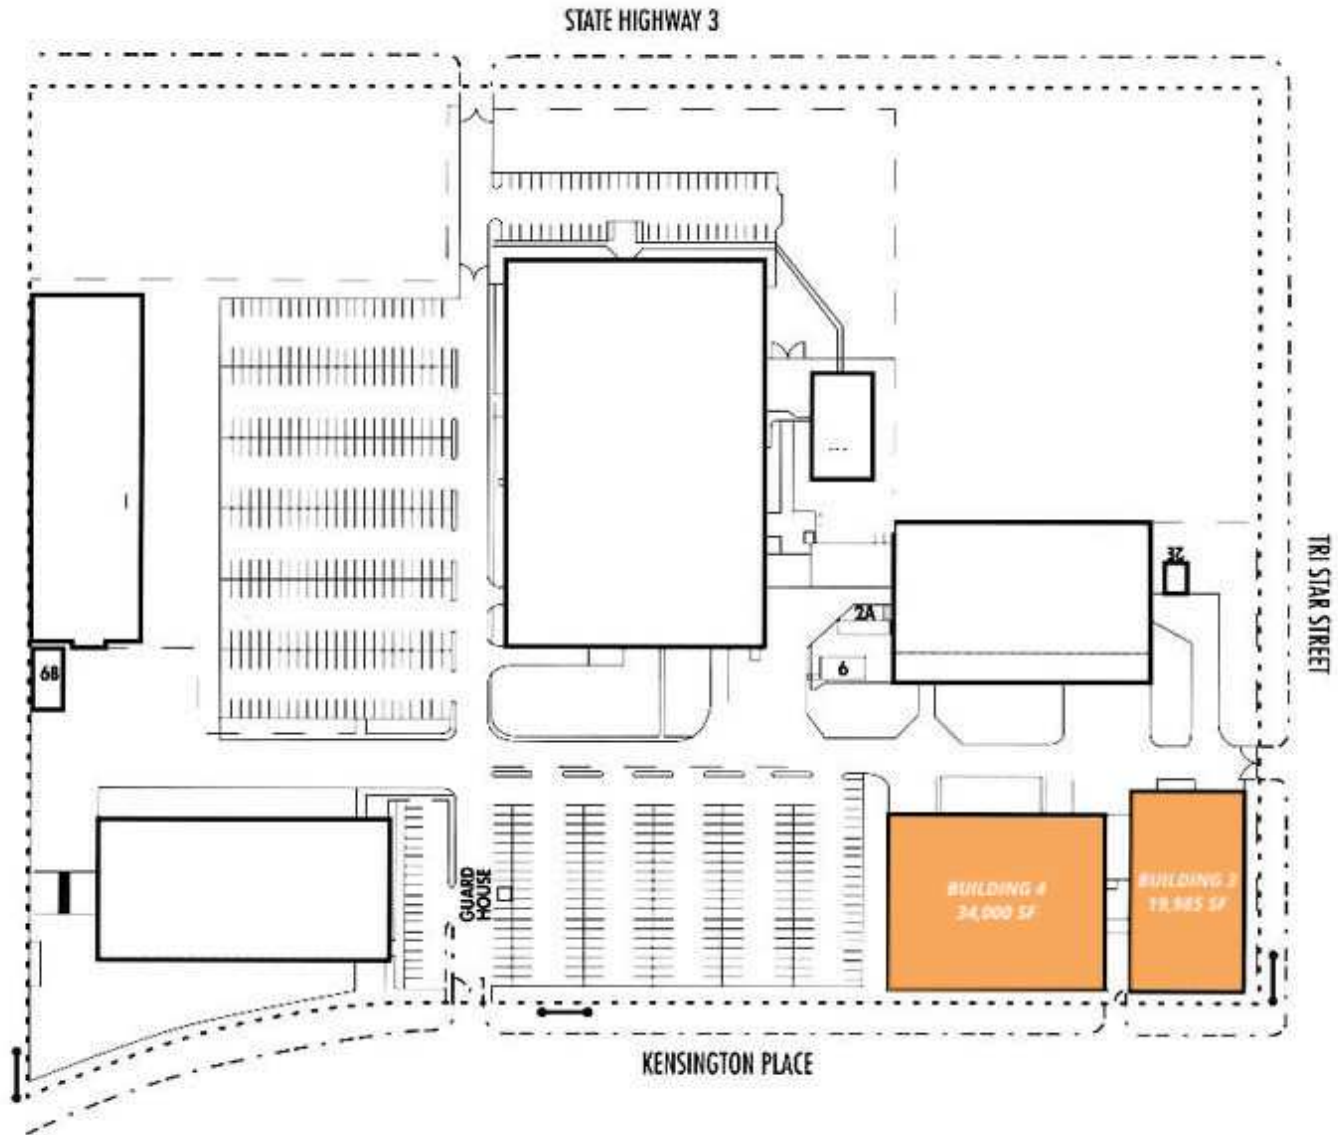 STATE HIGHWAY 3
TRI STAR STREET
2E
2A
6
6B
GUARD
HOUSE
BUILDING 4
34,000 SF
BUILDING 3
19,985 SF
KENSINGTON PLACE